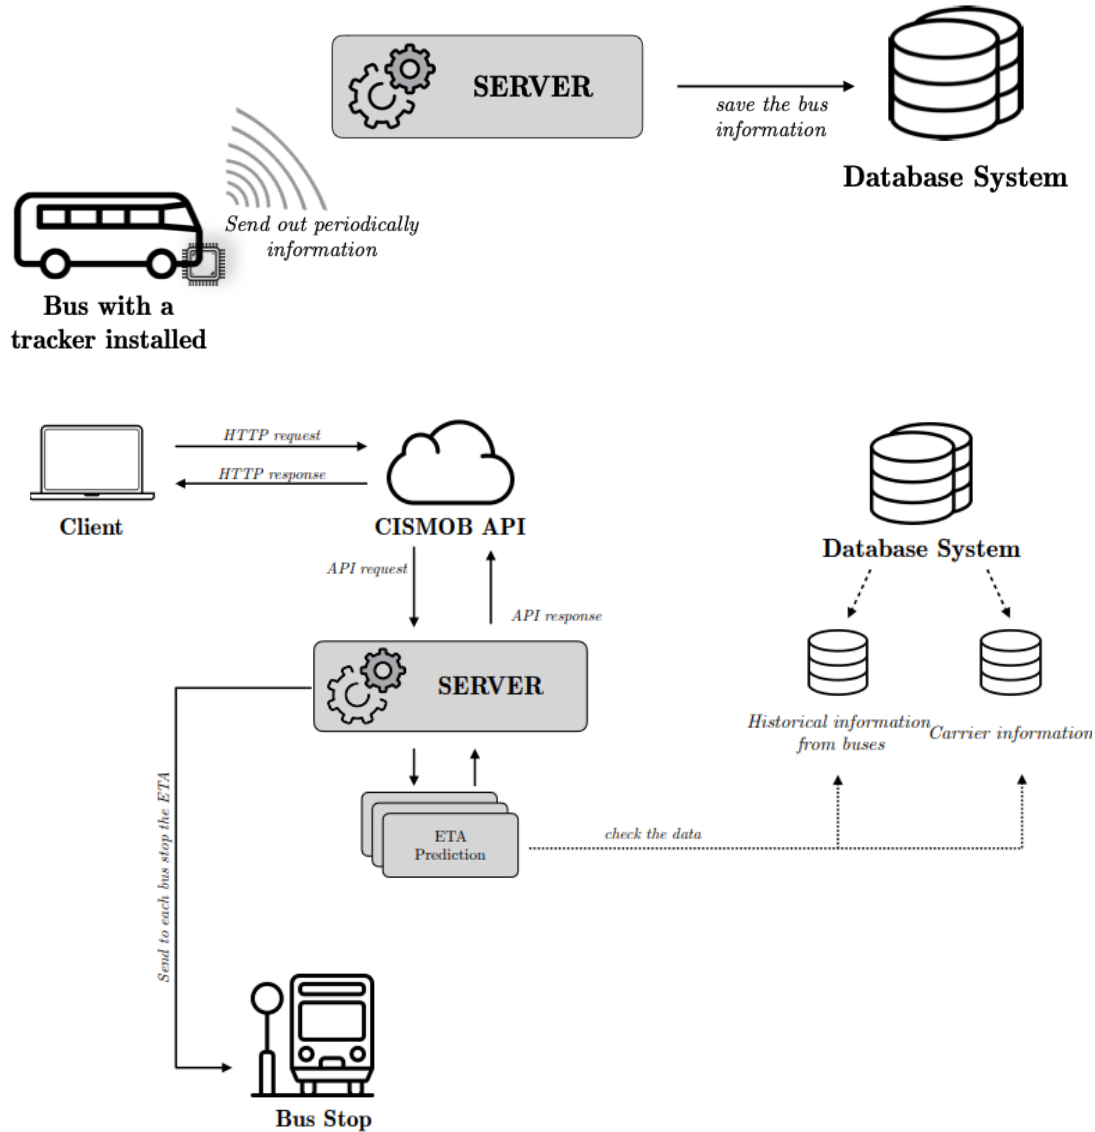 SERVER
save the bus
information
Database System
Send out periodically
information
Bus with a
tracker installed
HTTP request
HTTP response
Client
CISMOB API
Database System
API request
API response
SERVER
Historical information
from buses
Carrier information
Send to each bus stop the ETA
ETA
Prediction
check the data
Bus Stop